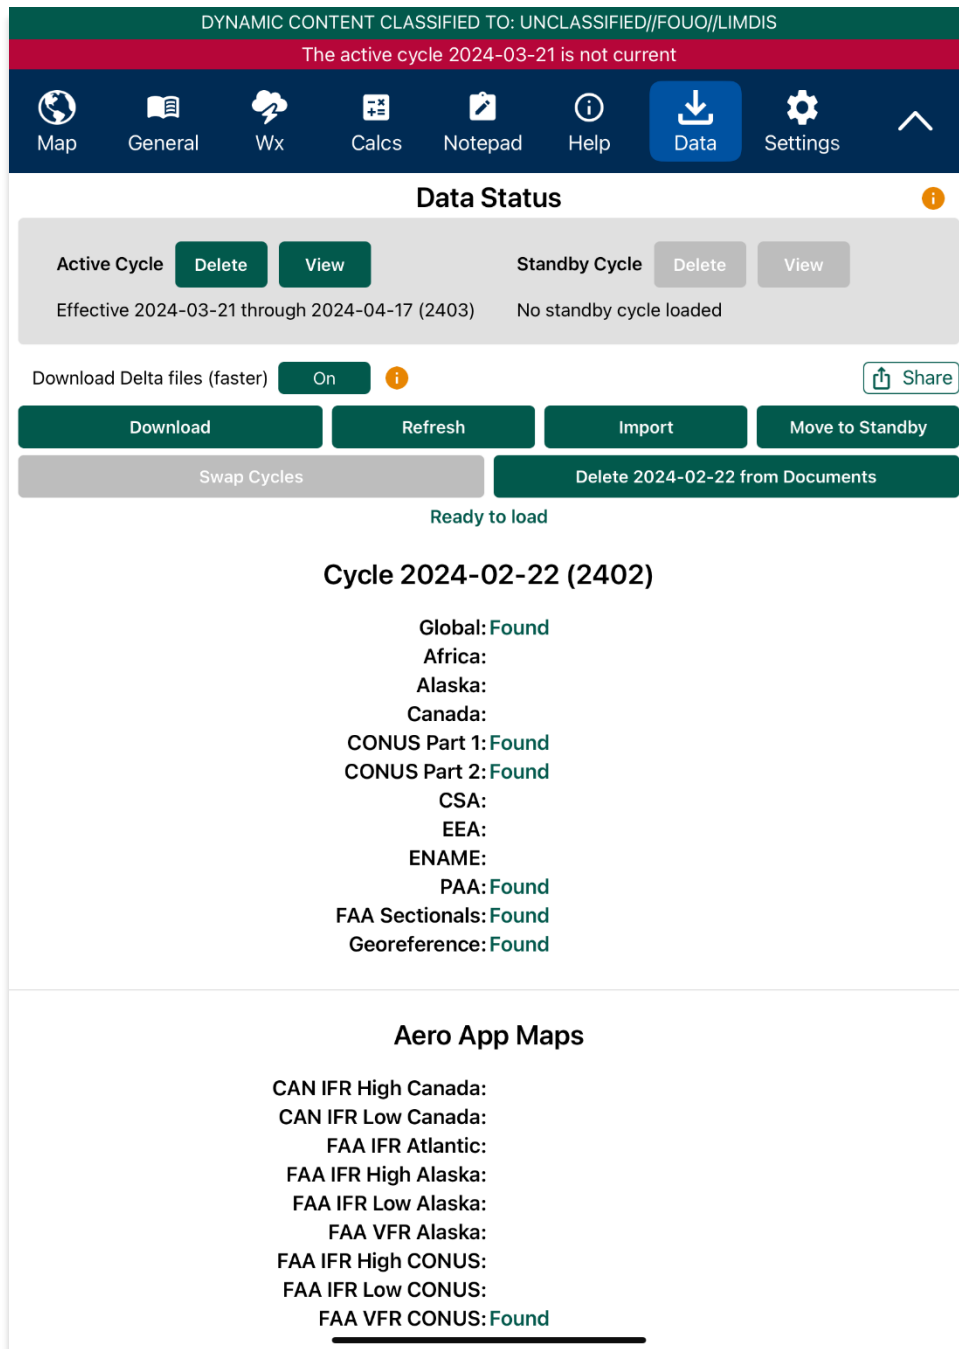 DYNAMIC CONTENT CLASSIFIED TO: UNCLASSIFIED//FOUO//LIMDIS
The active cycle 2024-03-21 is not current
Map General Wx Calcs Notepad Help Data Settings
Data Status
Active Cycle Delete View Standby Cycle Delete View
Effective 2024-03-21 through 2024-04-17 (2403) No standby cycle loaded
Download Delta files (faster) On Share
Download Refresh Import Move to Standby
Swap Cycles Delete 2024-02-22 from Documents
Ready to load
Cycle 2024-02-22 (2402)
Global: Found
Africa:
Alaska:
Canada:
CONUS Part 1: Found
CONUS Part 2: Found
CSA:
EEA:
ENAME:
PAA: Found
FAA Sectionals: Found
Georeference: Found
Aero App Maps
CAN IFR High Canada:
CAN IFR Low Canada:
FAA IFR Atlantic:
FAA IFR High Alaska:
FAA IFR Low Alaska:
FAA VFR Alaska:
FAA IFR High CONUS:
FAA IFR Low CONUS:
FAA VFR CONUS: Found